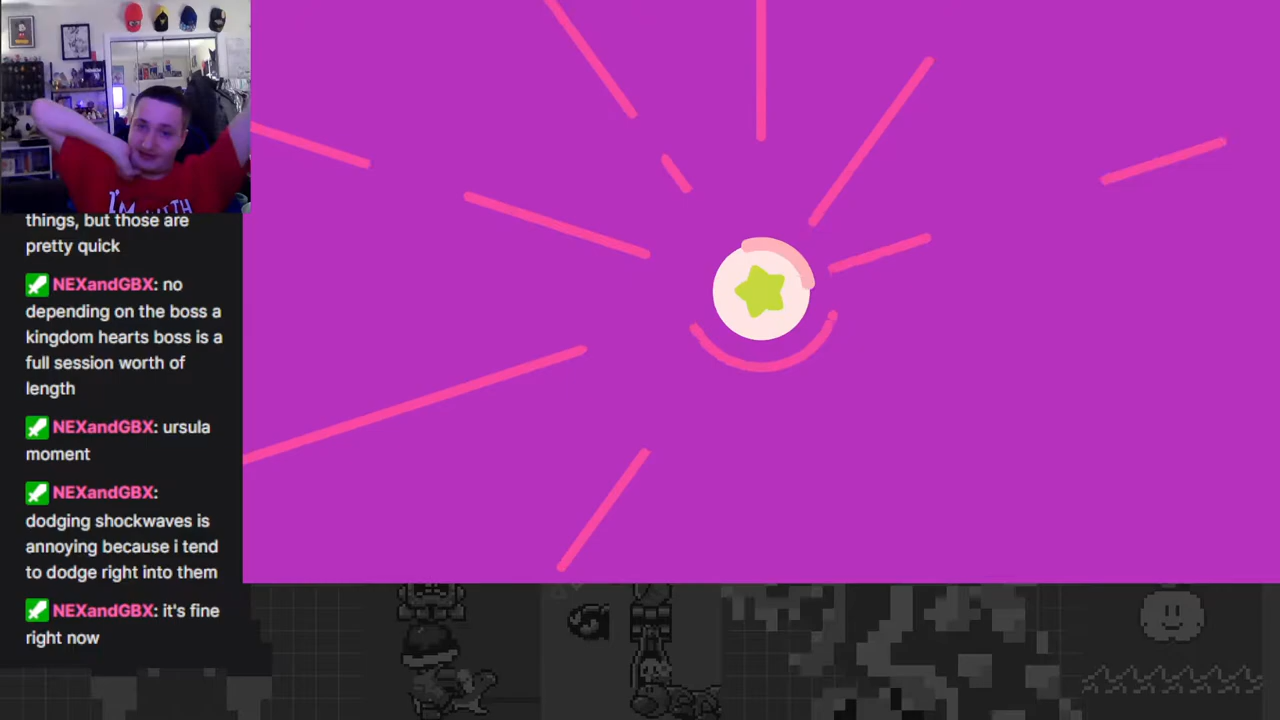 I'M WITH
things, but those are
pretty quick
NEXandGBX: no
depending on the boss a
kingdom hearts boss is a
full session worth of
length
NEXandGBX: ursula
moment
NEXandGBX:
dodging shockwaves is
annoying because i tend
to dodge right into them
NEXandGBX: it's fine
right now